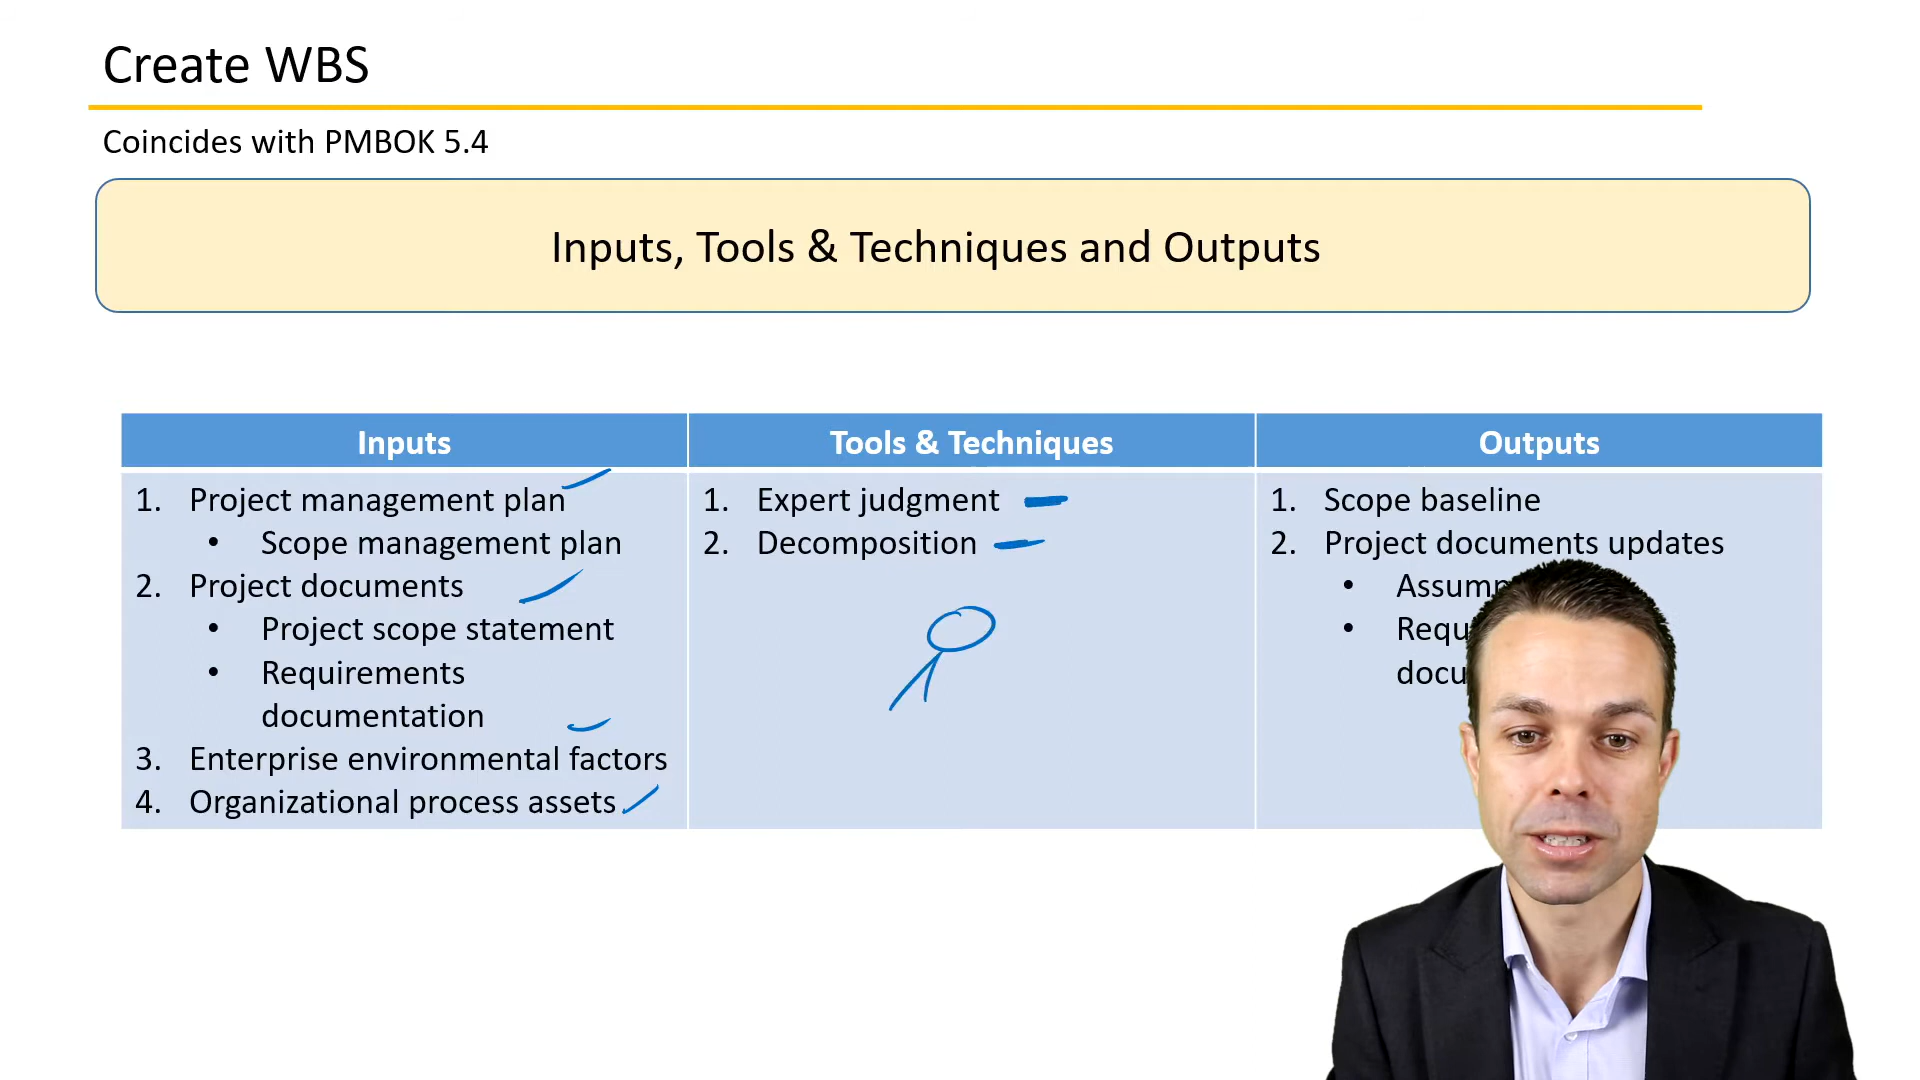 Create WBS
Coincides with PMBOK 5.4
Inputs, Tools & Techniques and Outputs
Inputs
1. Project management plan
• Scope management plan
2. Project documents
• Project scope statement
• Requirements
documentation
3. Enterprise environmental factors
4. Organizational process assets
Tools & Techniques
1. Expert judgment
2. Decomposition
Outputs
1. Scope baseline
2. Project documents updates
•
•